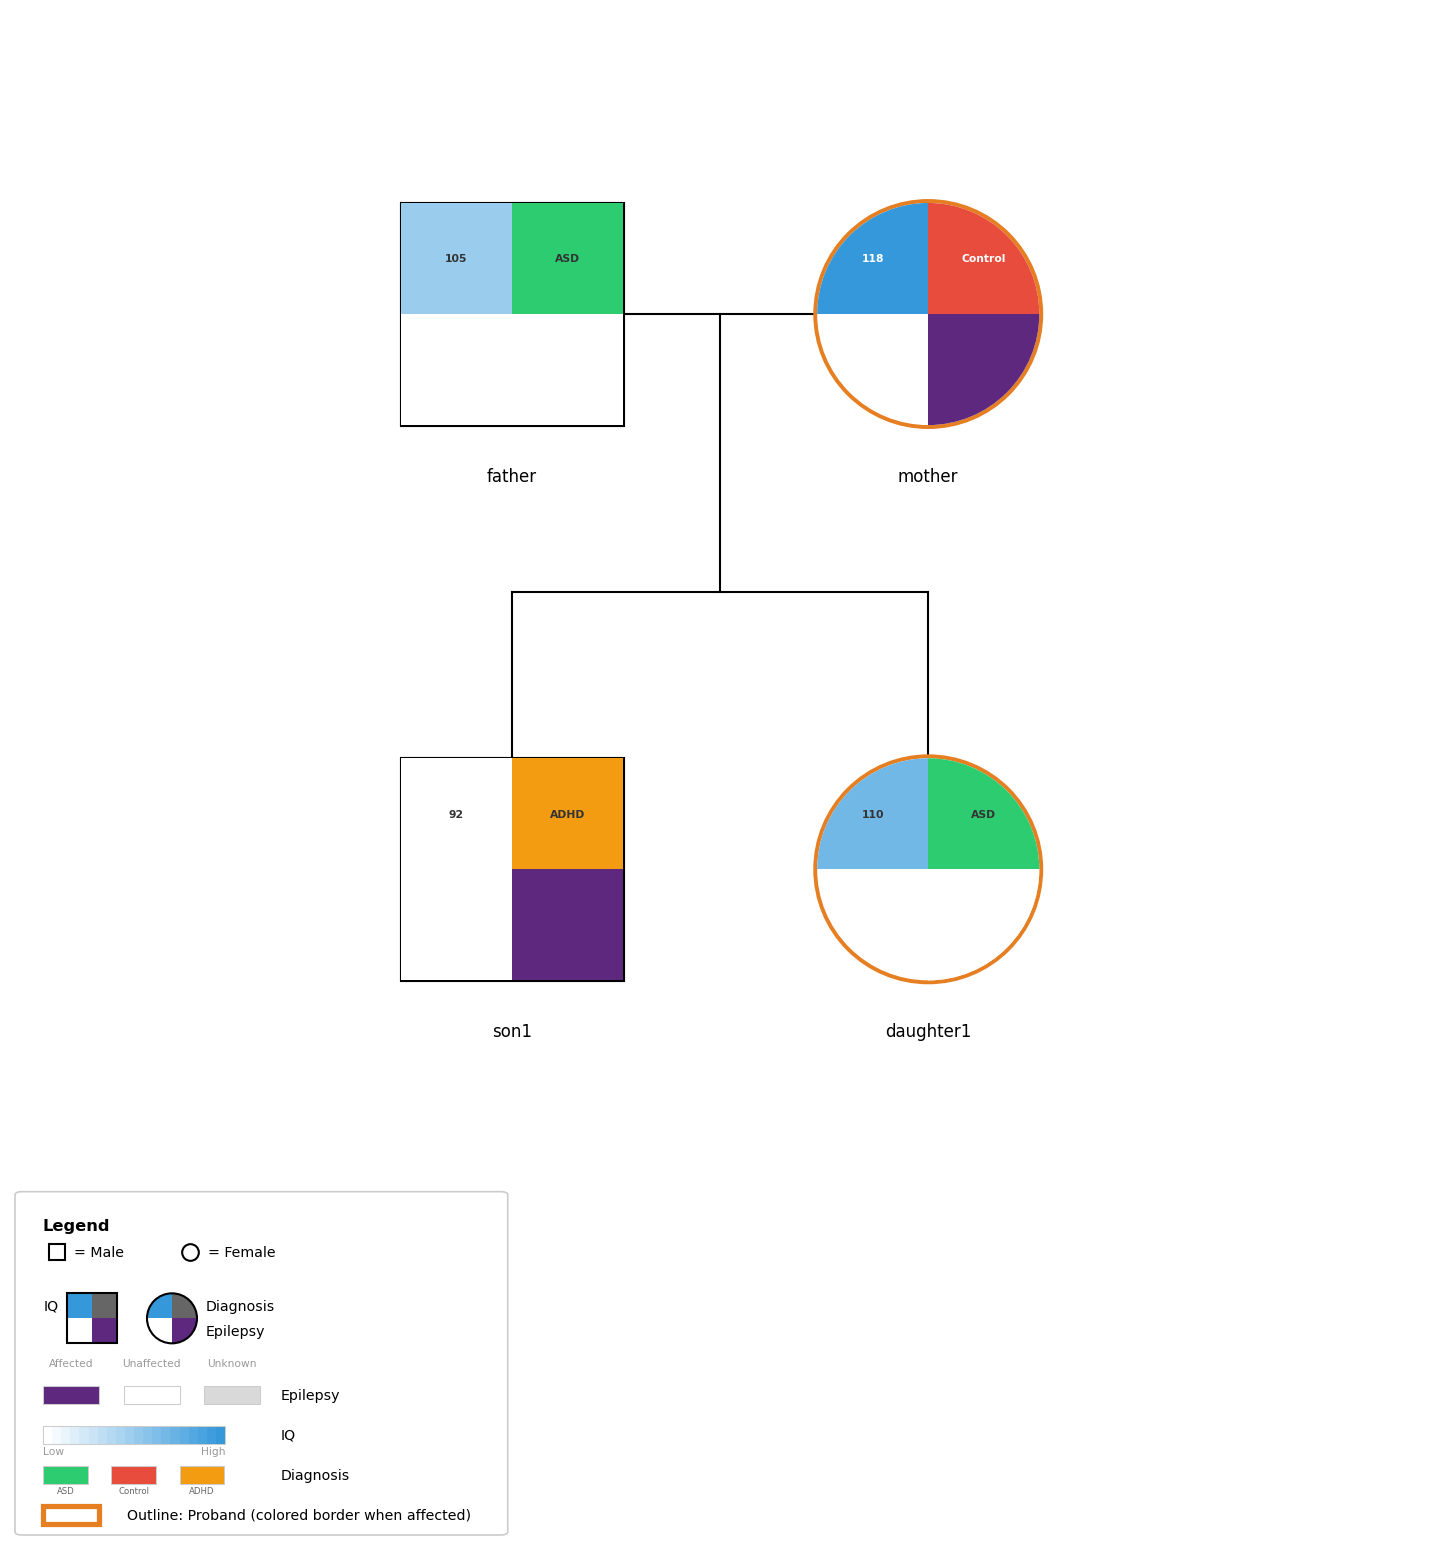 105 ASD 118 Control
father mother
92 ADHD 110 ASD
son1 daughter1
Legend
= Male = Female
IQ Diagnosis
Epilepsy
Affected Unaffected Unknown
Epilepsy
IQ
Low High
Diagnosis
ASD Control ADHD
Outline: Proband (colored border when affected)